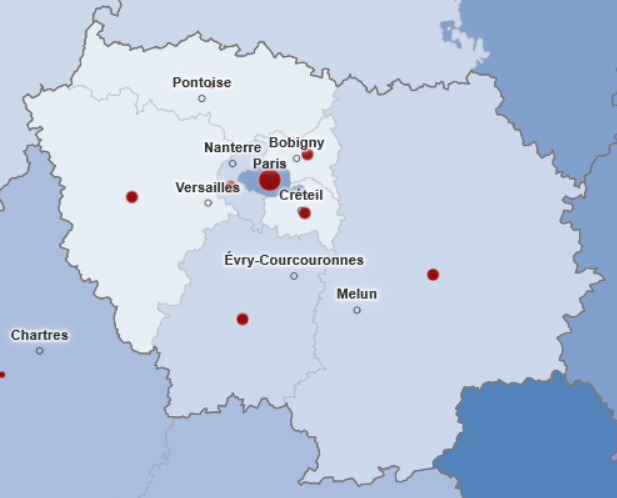 Pontoise
Nanterre
Bobigny
Paris
Versailles
Créteil
Évry-Courcouronnes
Melun
Chartres